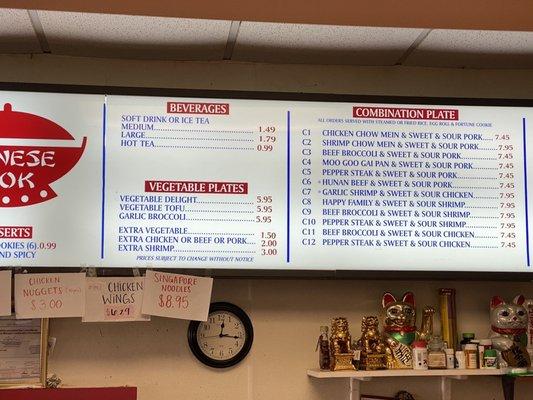 NESE
OK
SERTS
OKIES (6).0.99
ND SPICY
BEVERAGES
SOFT DRINK OR ICE TEA
MEDIUM 1.49
LARGE 1.79
HOT TEA 0.99
VEGETABLE PLATES
VEGETABLE DELIGHT 5.95
VEGETABLE TOFU 5.95
GARLIC BROCCOLI 5.95
EXTRA VEGETABLE 1.50
EXTRA CHICKEN OR BEEF OR PORK 2.00
EXTRA SHRIMP 3.00
PRICES SUBJECT TO CHANGE WITHOUT NOTICE
COMBINATION PLATE
ALL ORDERS SERVED WITH STEAMED OR FRIED RICE, EGG ROLL & FORTUNE COOKIE
C1 CHICKEN CHOW MEIN & SWEET & SOUR PORK 7.45
C2 SHRIMP CHOW MEIN & SWEET & SOUR PORK 7.95
C3 BEEF BROCCOLI & SWEET & SOUR PORK 7.45
C4 MOO GOO GAI PAN & SWEET & SOUR PORK 7.45
C5 PEPPER STEAK & SWEET & SOUR PORK 7.45
C6 HUNAN BEEF & SWEET & SOUR PORK 7.45
C7 GARLIC SHRIMP & SWEET & SOUR CHICKEN 7.95
C8 HAPPY FAMILY & SWEET & SOUR SHRIMP 7.95
C9 BEEF BROCCOLI & SWEET & SOUR SHRIMP 7.95
C10 PEPPER STEAK & SWEET & SOUR SHRIMP 7.95
C11 BEEF BROCCOLI & SWEET & SOUR CHICKEN 7.45
C12 PEPPER STEAK & SWEET & SOUR CHICKEN 7.45
CHICKEN
NUGGETS
$3.00
CHICKEN
WINGS
$6.29
SINGAPORE
NOODLES
$8.95